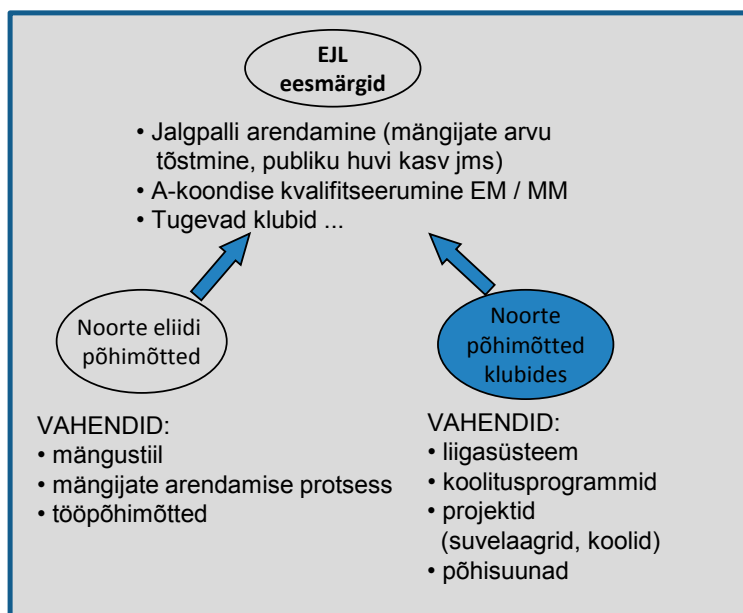 EJL
eesmärgid
• Jalgpalli arendamine (mängijate arvu
tõstmine, publiku huvi kasv jms)
• A-koondise kvalifitseerumine EM / MM
• Tugevad klubid ...
Noorte eliidi
põhimõtted
VAHENDID:
• mängustiil
• mängijate arendamise protsess
• tööpõhimõtted
Noorte
põhimõtted
klubides
VAHENDID:
• liigasüsteem
• koolitusprogrammid
• projektid
(suvelaagrid, koolid)
• põhisuunad